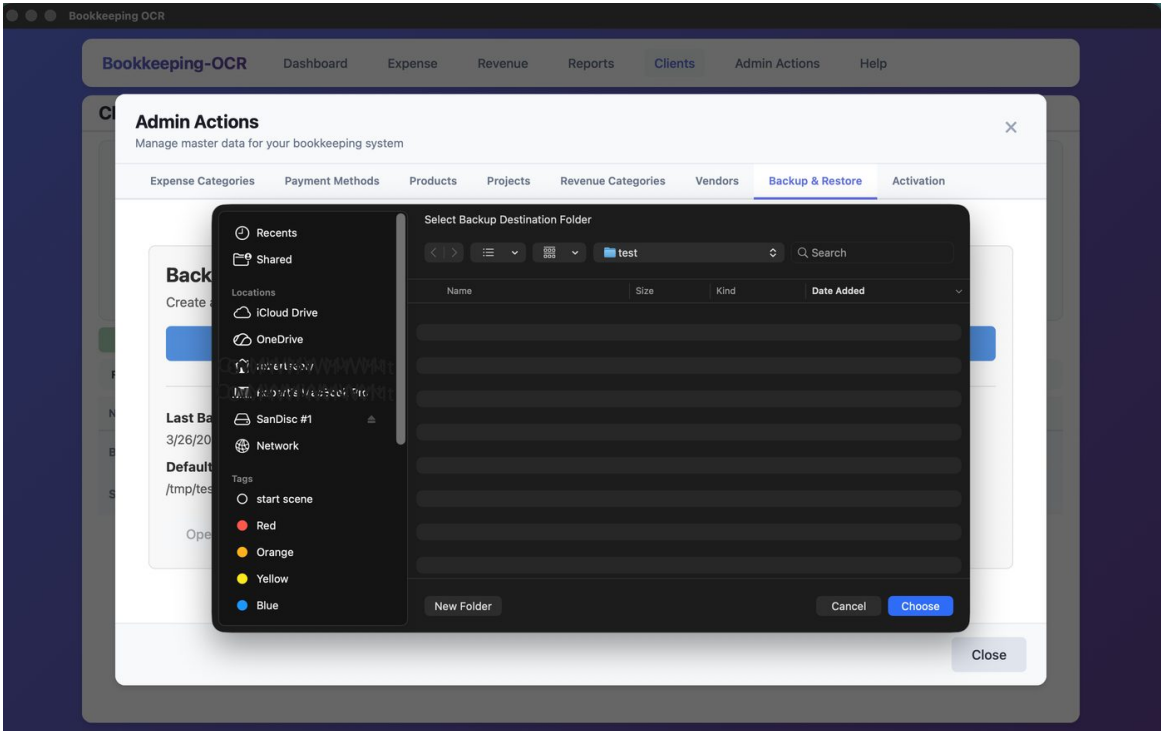 Bookkeeping OCR
Bookkeeping-OCR Dashboard Expense Revenue Reports Clients Admin Actions Help
Admin Actions
Manage master data for your bookkeeping system
Expense Categories Payment Methods Products Projects Revenue Categories Vendors Backup & Restore Activation
Select Backup Destination Folder
Recents
test Search
Shared
Back
Name Size Kind Date Added
Locations
Create
iCloud Drive
OneDrive
Last Ba
SanDisc #1
3/26/20
Network
Default
Tags
/tmp/tes
start scene
Red
Ope
Orange
Yellow
Blue
New Folder Cancel Choose
Close